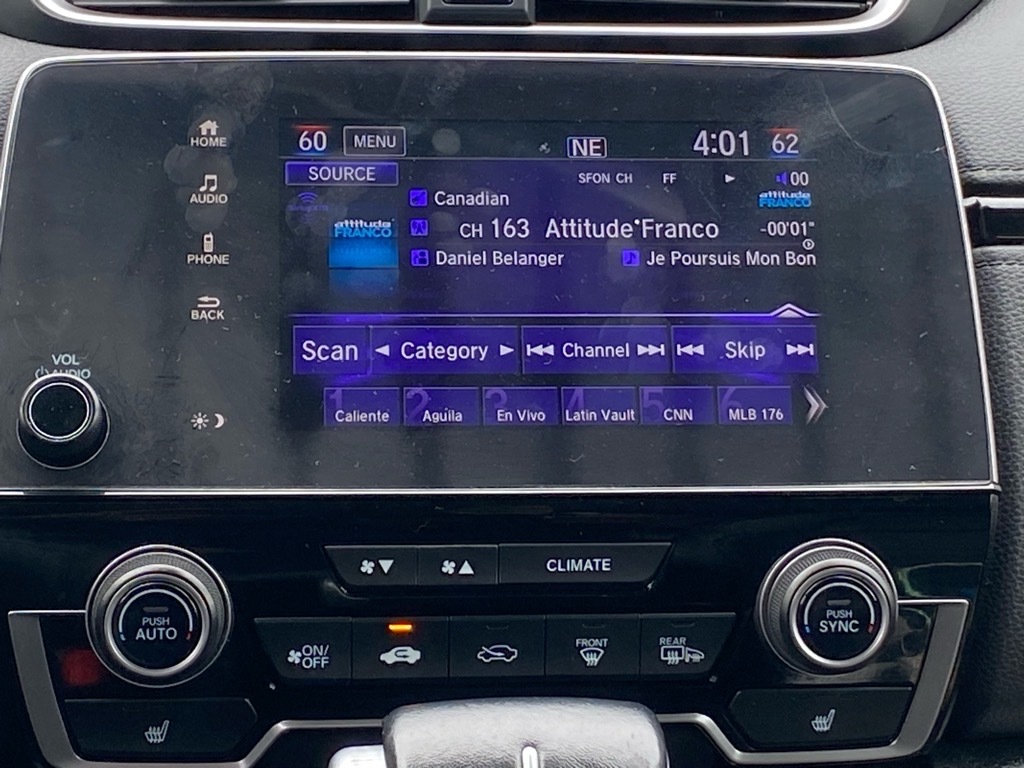 HOME
60 MENU NE 4:01 62
SOURCE
SFON CH FF 00
AUDIO
Canadian
attitude FRANCO
attitude FRANCO
CH 163 Attitude•Franco -00'01"
PHONE
Daniel Belanger Je Poursuis Mon Bon
BACK
Scan Category Channel Skip
VOL
AUDIO
1 Caliente
2 Aguila
3 En Vivo
4 Latin Vault
5 CNN
6 MLB 176
CLIMATE
PUSH
AUTO
PUSH
SYNC
ON/
OFF
FRONT
REAR